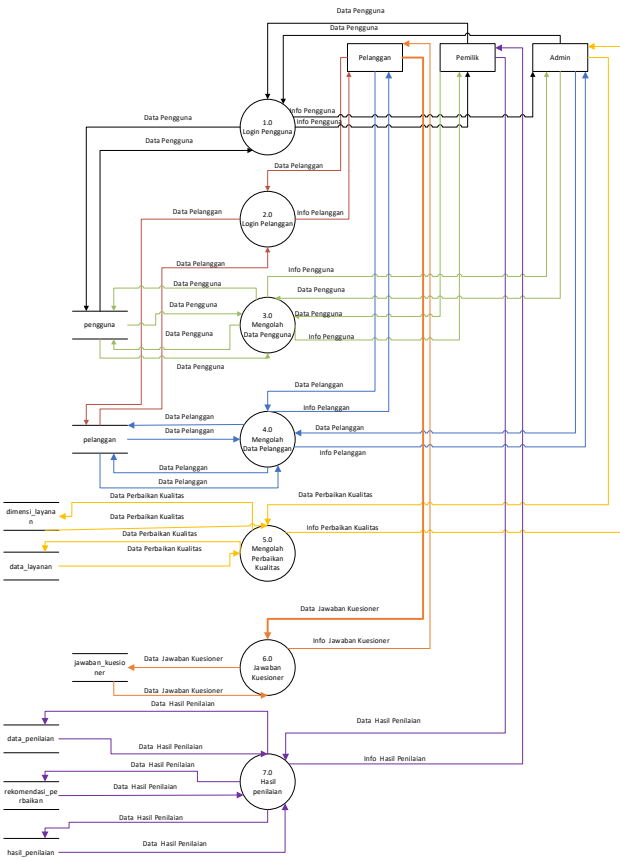 Data Pengguna
Data Pengguna
Pelanggan
Pemilik
Admin
Info Pengguna
Info Pengguna
Data Pengguna
1.0
Login Pengguna
Data Pengguna
Data Pelanggan
Data Pelanggan
2.0
Login Pelanggan
Info Pelanggan
Data Pelanggan
Info Pengguna
Data Pengguna
Data Pengguna
Data Pengguna
pengguna
3.0
Mengolah
Data Pengguna
Data Pengguna
Info Pengguna
Data Pengguna
Data Pengguna
Data Pelanggan
Info Pelanggan
Data Pelanggan
Data Pelanggan
pelanggan
4.0
Mengolah
Data Pelanggan
Data Pelanggan
Info Pelanggan
Data Pelanggan
Data Pelanggan
Data Perbaikan Kualitas
Data Perbaikan Kualitas
dimensi_layana
n
Data Perbaikan Kualitas
Data Perbaikan Kualitas
Data Perbaikan Kualitas
Info Perbaikan Kualitas
5.0
Mengolah
Perbaikan
Kualitas
data_layanan
Data Jawaban Kuesioner
Info Jawaban Kuesioner
Data Jawaban Kuesioner
jawaban_kuesio
ner
6.0
Jawaban
Kuesioner
Data Jawaban Kuesioner
Data Hasil Penilaian
Data Hasil Penilaian
data_penilaian
Data Hasil Penilaian
Info Hasil Penilaian
Data Hasil Penilaian
7.0
Hasil
penilaian
rekomendasi_pe
rbaikan
Data Hasil Penilaian
Data Hasil Penilaian
Data Hasil Penilaian
hasil_penilaian